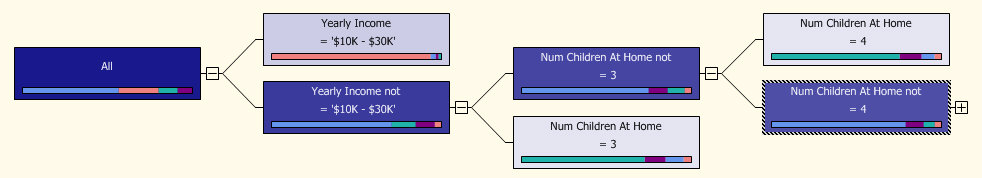 All
Yearly Income
= '$10K - $30K'
Yearly Income not
= '$10K - $30K'
Num Children At Home not
= 3
Num Children At Home
= 3
Num Children At Home
= 4
Num Children At Home not
= 4